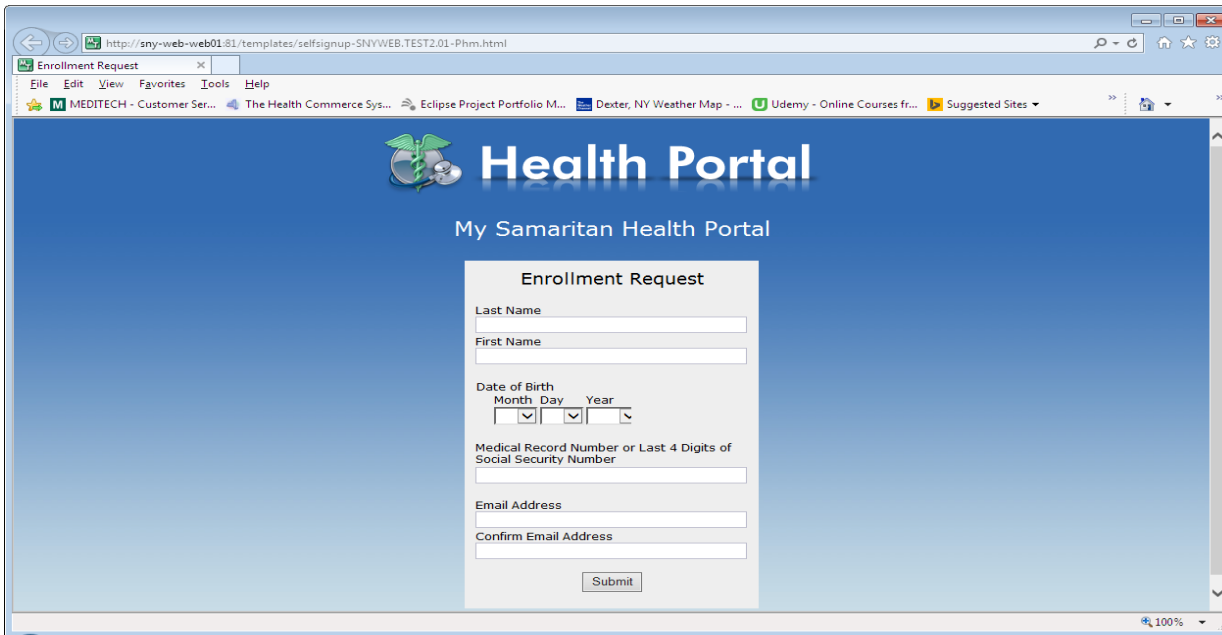 http://sny-web-web01:81/templates/selfsignup-SNYWEB.TEST2.01-Phm.html
Enrollment Request
File Edit View Favorites Tools Help
M MEDITECH - Customer Ser... The Health Commerce Sys... Eclipse Project Portfolio M... Dexter, NY Weather Map - ... Udemy - Online Courses fr... Suggested Sites
Health Portal
My Samaritan Health Portal
Enrollment Request
Last Name
First Name
Date of Birth
Month Day Year
Medical Record Number or Last 4 Digits of
Social Security Number
Email Address
Confirm Email Address
Submit
100%